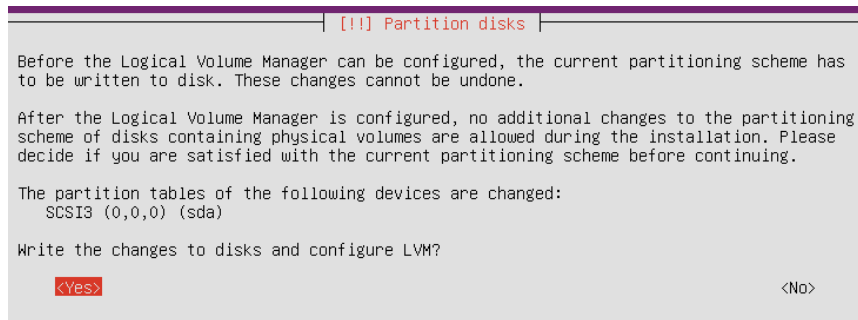 [!!] Partition disks
Before the Logical Volume Manager can be configured, the current partitioning scheme has
to be written to disk. These changes cannot be undone.
After the Logical Volume Manager is configured, no additional changes to the partitioning
scheme of disks containing physical volumes are allowed during the installation. Please
decide if you are satisfied with the current partitioning scheme before continuing.
The partition tables of the following devices are changed:
SCSI3 (0,0,0) (sda)
Write the changes to disks and configure LVM?
<Yes> <No>